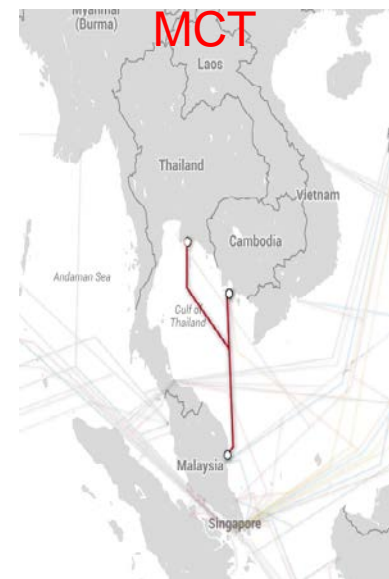 Myanmar
(Burma)
MCT
Laos
Thailand
Vietnam
Cambodia
Andaman Sea
Gulf of
Thailand
Malaysia
Singapore